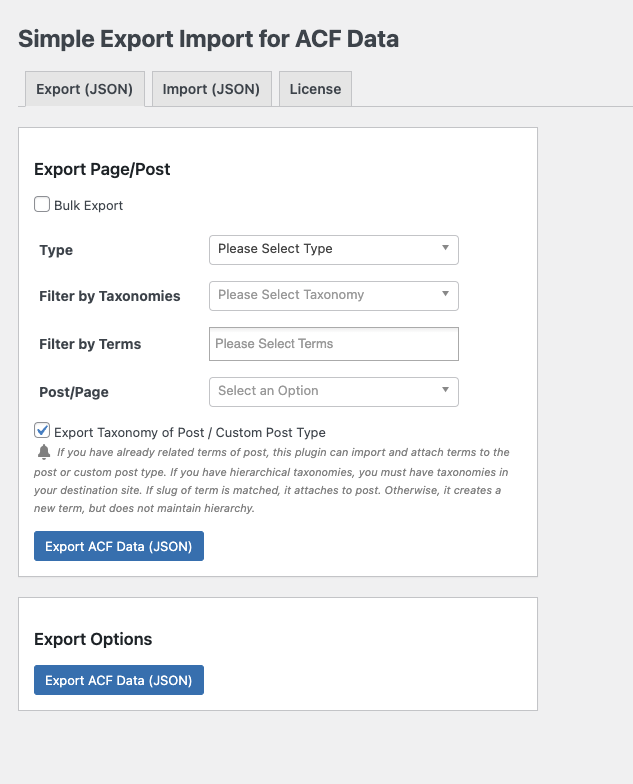 Simple Export Import for ACF Data
Export (JSON)
Import (JSON)
License
Export Page/Post
Bulk Export
Type
Please Select Type
Filter by Taxonomies
Please Select Taxonomy
Filter by Terms
Please Select Terms
Post/Page
Select an Option
Export Taxonomy of Post / Custom Post Type
If you have already related terms of post, this plugin can import and attach terms to the
post or custom post type. If you have hierarchical taxonomies, you must have taxonomies in
your destination site. If slug of term is matched, it attaches to post. Otherwise, it creates a
new term, but does not maintain hierarchy.
Export ACF Data (JSON)
Export Options
Export ACF Data (JSON)